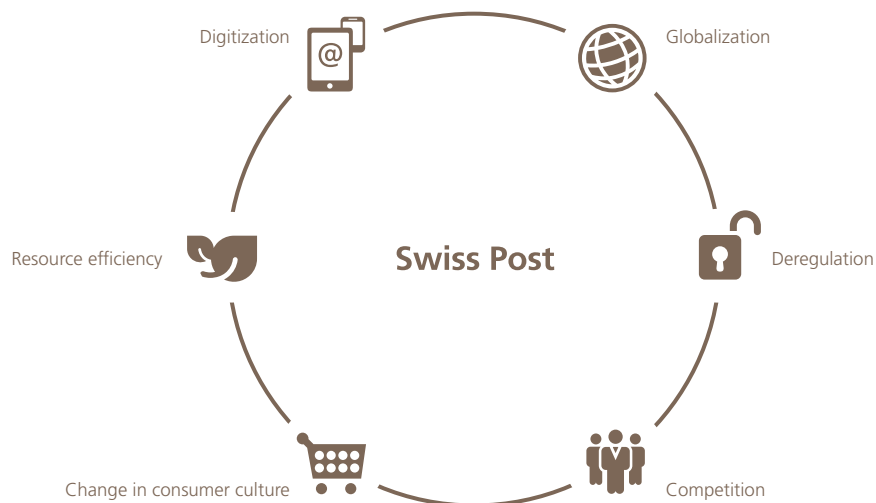 Digitization
Globalization
@
Resource efficiency
Swiss Post
Deregulation
Change in consumer culture
Competition